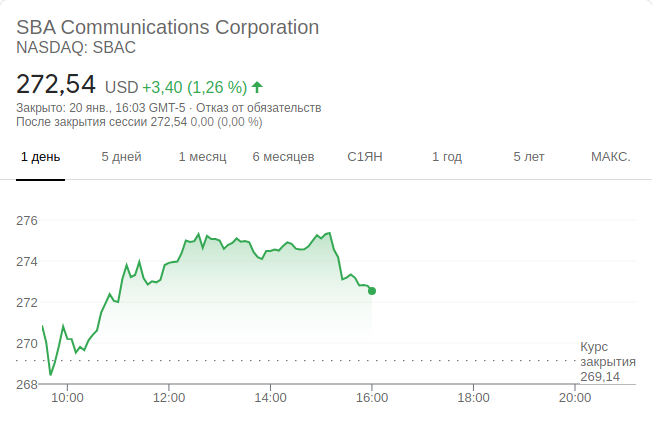 SBA Communications Corporation
NASDAQ: SBAC
272,54 USD +3,40 (1,26 %)
Закрыто: 20 янв., 16:03 GMT-5 · Отказ от обязательств
После закрытия сессии 272,54 0,00 (0,00 %)
1 день 5 дней 1 месяц 6 месяцев С1ЯН 1 год 5 лет МАКС.
276
274
272
270
268
Курс
закрытия
269,14
10:00 12:00 14:00 16:00 18:00 20:00